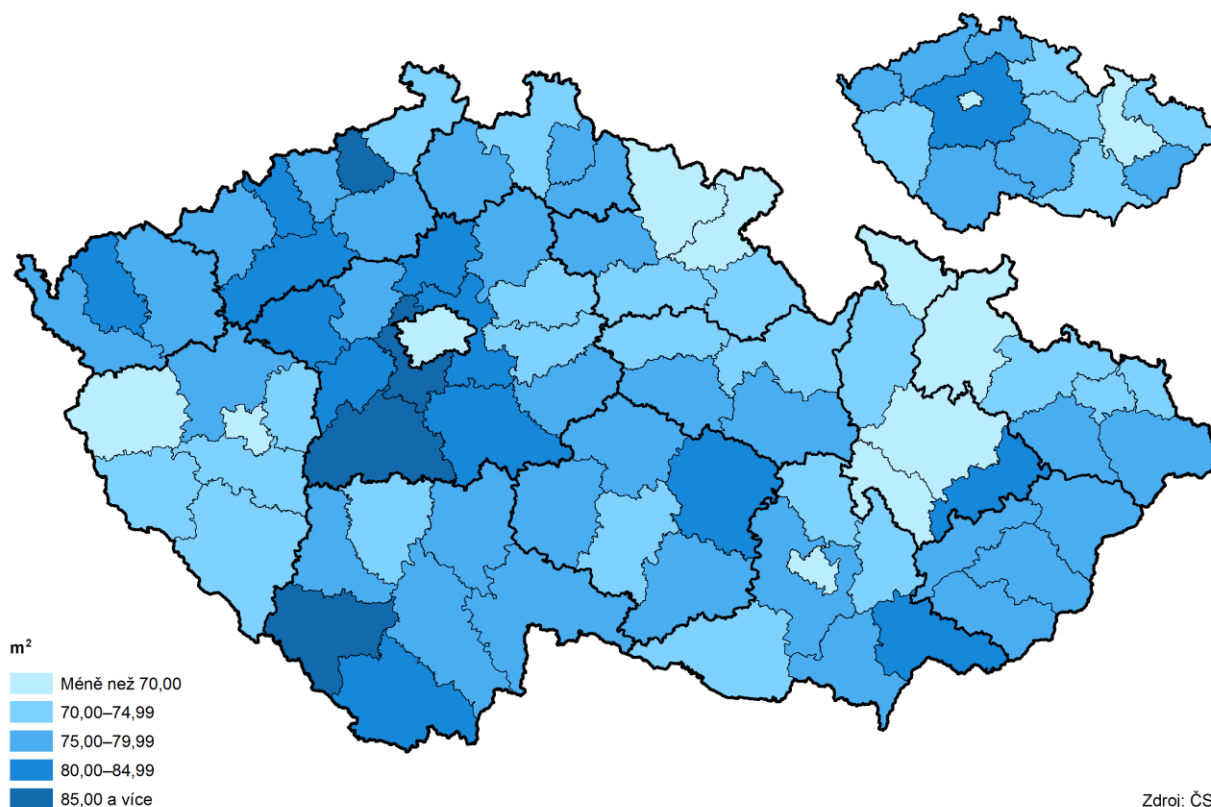 m²
Méně než 70,00
70,00–74,99
75,00–79,99
80,00–84,99
85,00 a více
Zdroj: ČS